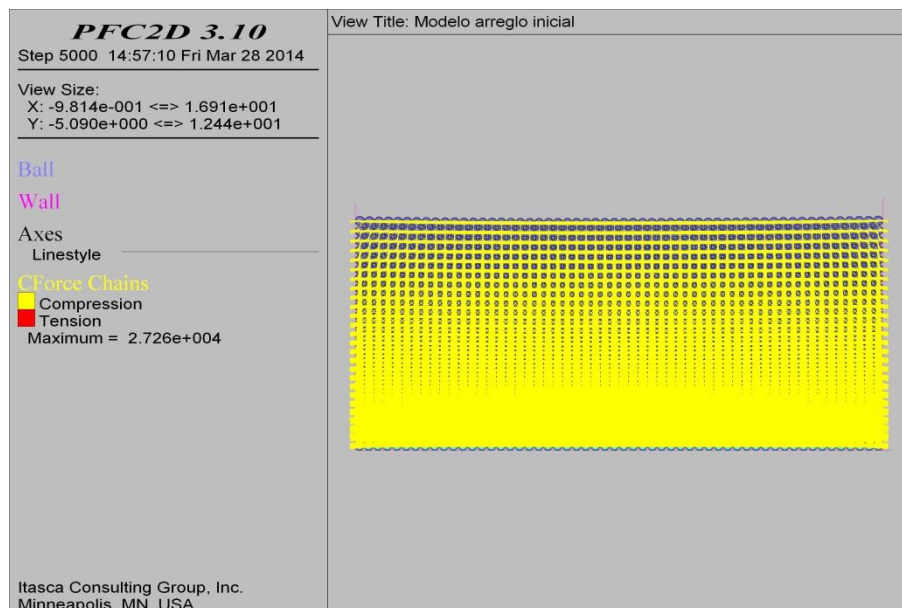 PFC2D 3.10
Step 5000  14:57:10 Fri Mar 28 2014
View Size:
X: -9.814e-001 <=> 1.691e+001
Y: -5.090e+000 <=> 1.244e+001
Ball
Wall
Axes
Linestyle
CForce Chains
Compression
Tension
Maximum =  2.726e+004
Itasca Consulting Group, Inc.
Minneapolis, MN  USA
View Title: Modelo arreglo inicial